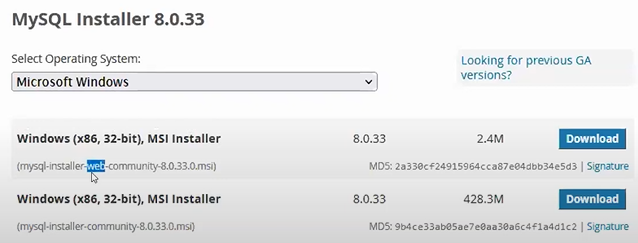 MySQL Installer 8.0.33
Select Operating System:
Looking for previous GA
versions?
Microsoft Windows
Windows (x86, 32-bit), MSI Installer 8.0.33 2.4M Download
(mysql-installer-web-community-8.0.33.0.msi) MD5: 2a330cf24915964cca87e04dbb34e5d3 | Signature
Windows (x86, 32-bit), MSI Installer 8.0.33 428.3M Download
(mysql-installer-community-8.0.33.0.msi) MD5: 9b4ce33ab05ae7e0aa30a6c4f1a4d1c2 | Signature